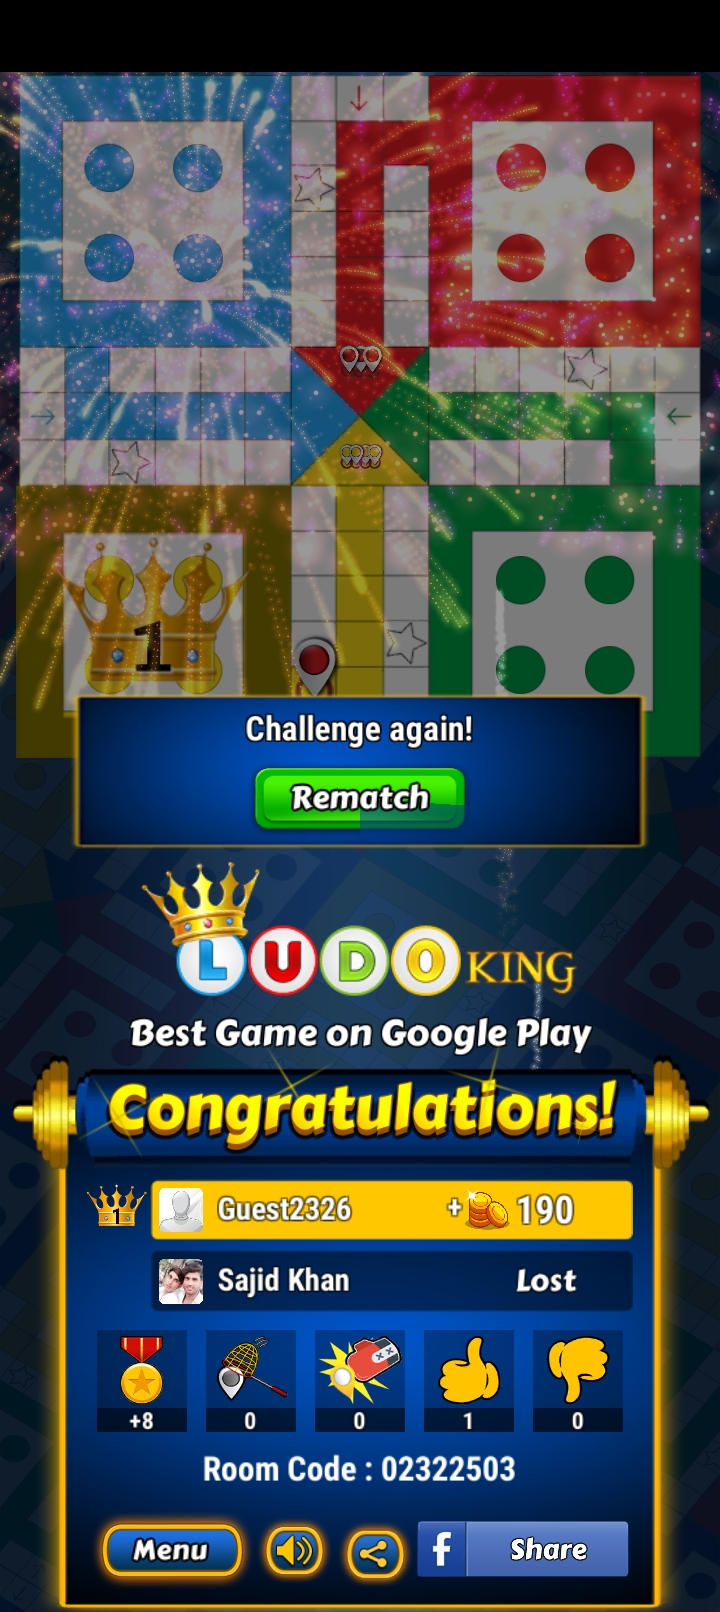 1
Challenge again!
Rematch
LUDO KING
Best Game on Google Play
Congratulations!
1 Guest2326 + 190
Sajid Khan Lost
+8 0 0 1 0
Room Code : 02322503
Menu f Share